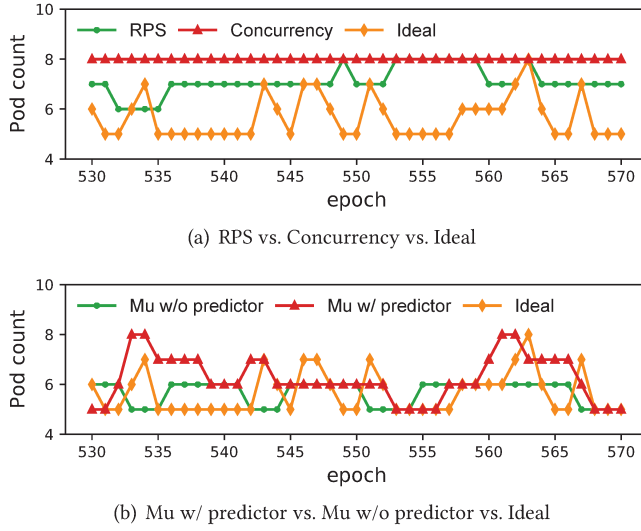 10
RPS Concurrency Ideal
8
6
4
Pod count
530 535 540 545 550 555 560 565 570
epoch
(a) RPS vs. Concurrency vs. Ideal
10
Mu w/o predictor Mu w/ predictor Ideal
8
6
4
Pod count
530 535 540 545 550 555 560 565 570
epoch
(b) Mu w/ predictor vs. Mu w/o predictor vs. Ideal